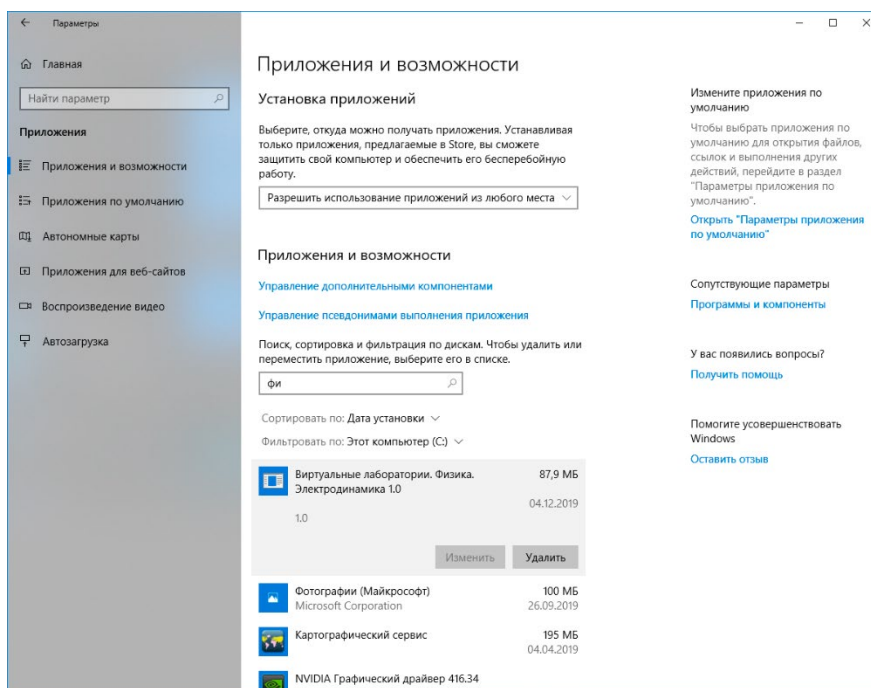 Параметры
Главная
Найти параметр
Приложения
Приложения и возможности
Приложения по умолчанию
Автономные карты
Приложения для веб-сайтов
Воспроизведение видео
Автозагрузка
Приложения и возможности
Установка приложений
Выберите, откуда можно получать приложения. Устанавливая
только приложения, предлагаемые в Store, вы сможете
защитить свой компьютер и обеспечить его бесперебойную
работу.
Разрешить использование приложений из любого места
Приложения и возможности
Управление дополнительными компонентами
Управление псевдонимами выполнения приложения
Поиск, сортировка и фильтрация по дискам. Чтобы удалить или
переместить приложение, выберите его в списке.
фи
Сортировать по: Дата установки
Фильтровать по: Этот компьютер (C:)
Виртуальные лаборатории. Физика. 87,9 МБ
Электродинамика 1.0
04.12.2019
1.0
Изменить Удалить
Фотографии (Майкрософт) 100 МБ
Microsoft Corporation 26.09.2019
Картографический сервис 195 МБ
04.04.2019
NVIDIA Графический драйвер 416.34
Измените приложения по
умолчанию
Чтобы выбрать приложения по
умолчанию для открытия файлов,
ссылок и выполнения других
действий, перейдите в раздел
"Параметры приложения по
умолчанию".
Открыть "Параметры приложения
по умолчанию"
Сопутствующие параметры
Программы и компоненты
У вас появились вопросы?
Получить помощь
Помогите усовершенствовать
Windows
Оставить отзыв